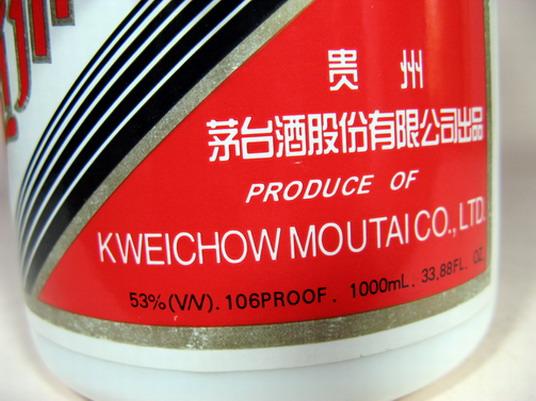 贵州
茅台酒股份有限公司出品
PRODUCE OF
KWEICHOW MOUTAI CO., LTD.
53%(V/V). 106PROOF. 1000mL. 33.88FL. OZ.